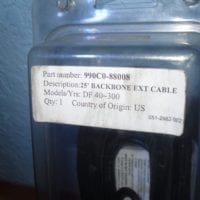 Part number: 990C0-88008
Description: 25' BACKBONE EXT CABLE
Models/Yrs: DF 40~300
Qty: 1 Country of Origin: US